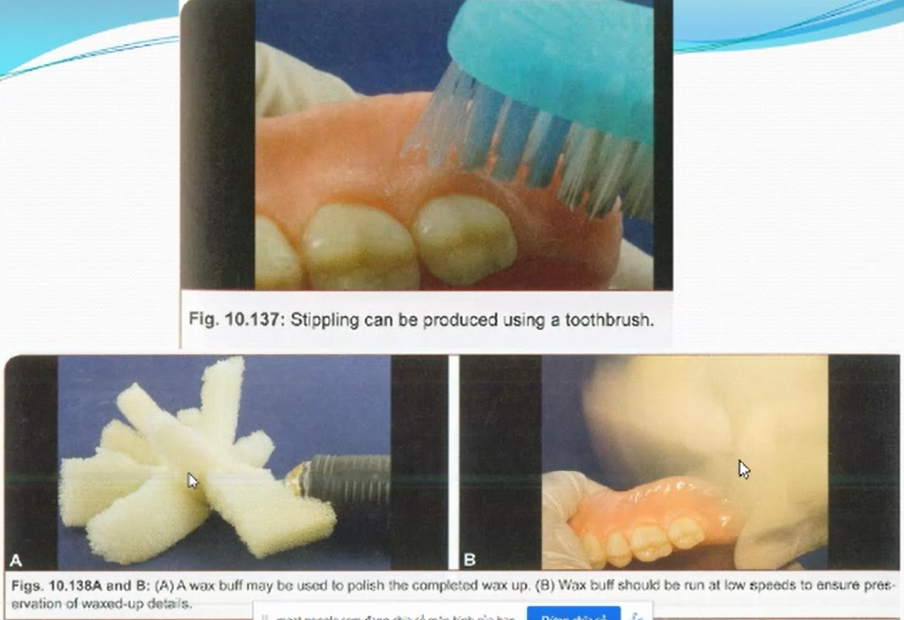 Fig. 10.137: Stippling can be produced using a toothbrush.
A
B
Figs. 10.138A and B: (A) A wax buff may be used to polish the completed wax up. (B) Wax buff should be run at low speeds to ensure pres-
ervation of waxed-up details.